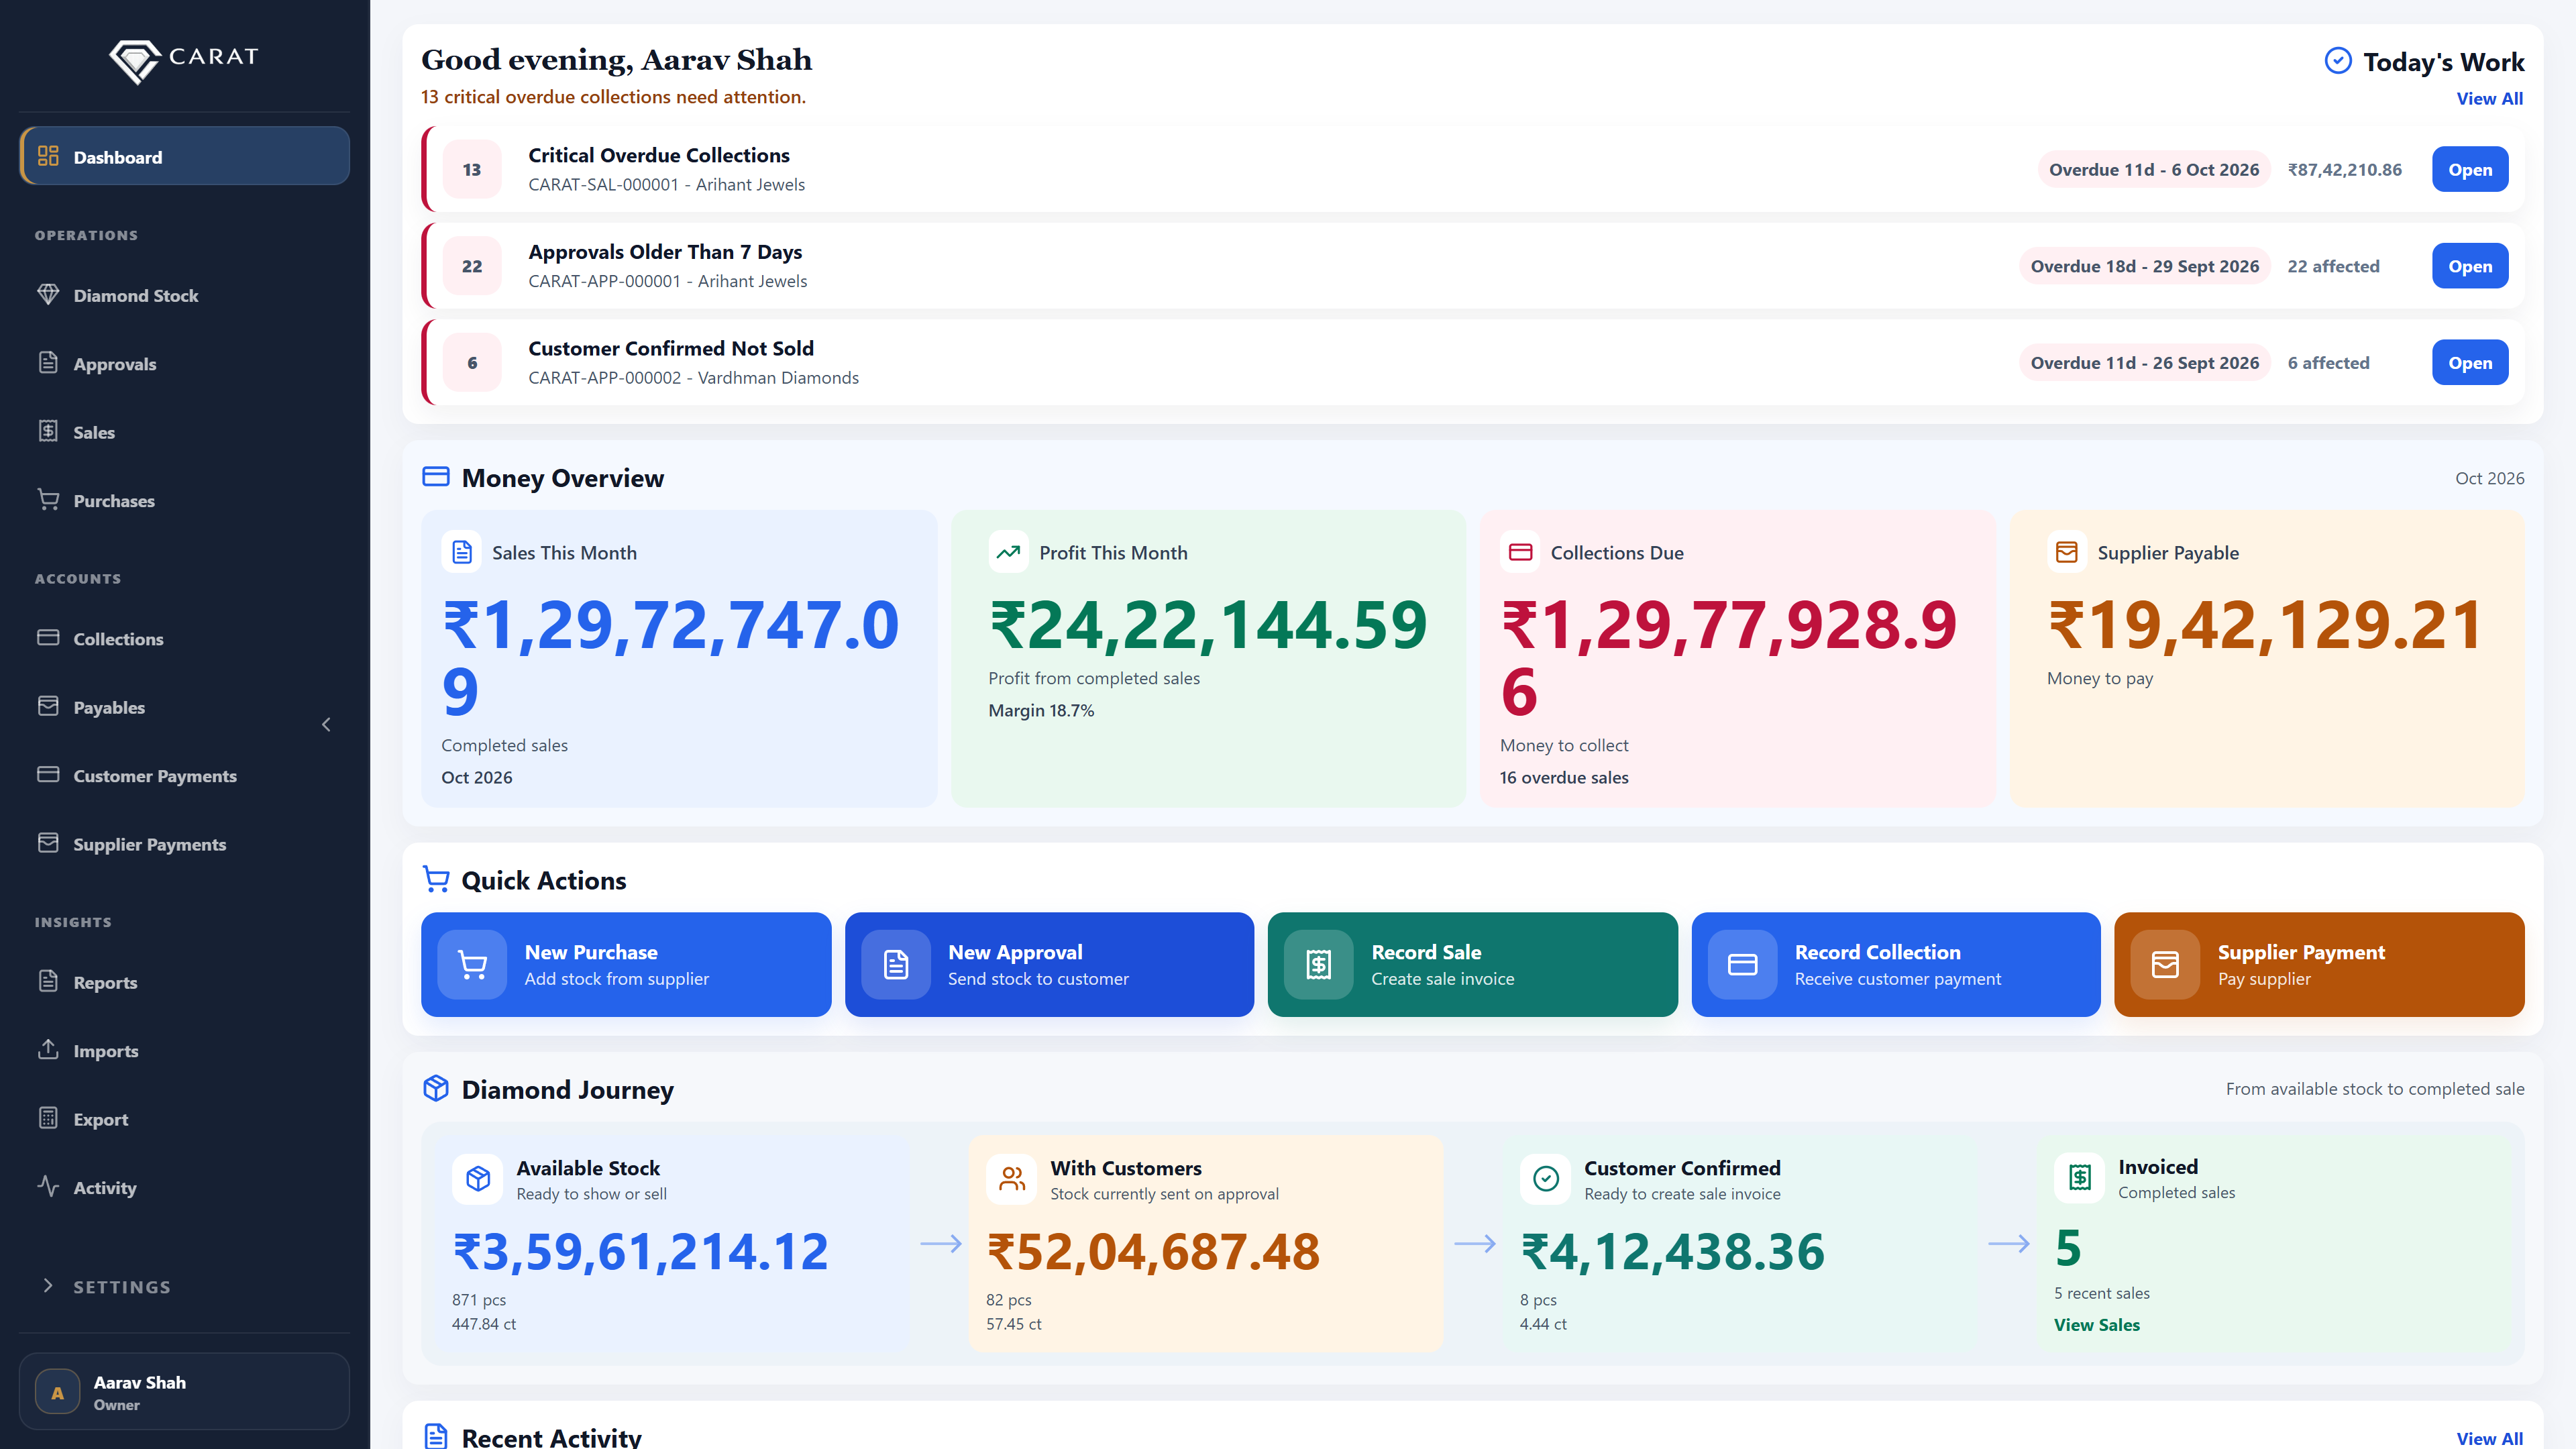 CARAT
Dashboard
OPERATIONS
Diamond Stock
Approvals
Sales
Purchases
ACCOUNTS
Collections
Payables
Customer Payments
Supplier Payments
INSIGHTS
Reports
Imports
Export
Activity
SETTINGS
A
Aarav Shah
Owner
Good evening, Aarav Shah
13 critical overdue collections need attention.
Today's Work
View All
13
Critical Overdue Collections
CARAT-SAL-000001 - Arihant Jewels
Overdue 11d - 6 Oct 2026
₹87,42,210.86
Open
22
Approvals Older Than 7 Days
CARAT-APP-000001 - Arihant Jewels
Overdue 18d - 29 Sept 2026
22 affected
Open
6
Customer Confirmed Not Sold
CARAT-APP-000002 - Vardhman Diamonds
Overdue 11d - 26 Sept 2026
6 affected
Open
Money Overview
Oct 2026
Sales This Month
₹1,29,72,747.0
9
Completed sales
Oct 2026
Profit This Month
₹24,22,144.59
Profit from completed sales
Margin 18.7%
Collections Due
₹1,29,77,928.9
6
Money to collect
16 overdue sales
Supplier Payable
₹19,42,129.21
Money to pay
Quick Actions
New Purchase
Add stock from supplier
New Approval
Send stock to customer
Record Sale
Create sale invoice
Record Collection
Receive customer payment
Supplier Payment
Pay supplier
Diamond Journey
From available stock to completed sale
Available Stock
Ready to show or sell
₹3,59,61,214.12
871 pcs
447.84 ct
With Customers
Stock currently sent on approval
₹52,04,687.48
82 pcs
57.45 ct
Customer Confirmed
Ready to create sale invoice
₹4,12,438.36
8 pcs
4.44 ct
Invoiced
Completed sales
5
5 recent sales
View Sales
Recent Activity
View All